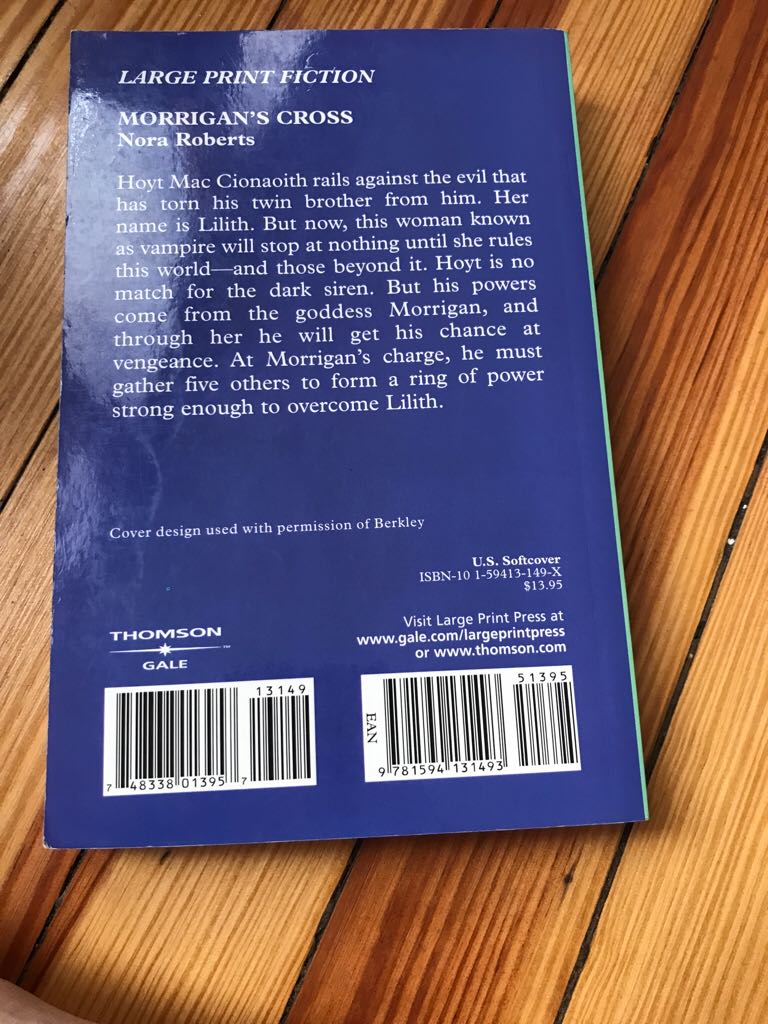 LARGE PRINT FICTION
MORRIGAN'S CROSS
Nora Roberts
Hoyt Mac Cionaoith rails against the evil that
has torn his twin brother from him. Her
name is Lilith. But now, this woman known
as vampire will stop at nothing until she rules
this world—and those beyond it. Hoyt is no
match for the dark siren. But his powers
come from the goddess Morrigan, and
through her he will get his chance at
vengeance. At Morrigan's charge, he must
gather five others to form a ring of power
strong enough to overcome Lilith.
Cover design used with permission of Berkley
U.S. Softcover
ISBN-10 1-59413-149-X
$13.95
Visit Large Print Press at
www.gale.com/largeprintpress
or www.thomson.com
THOMSON
™
GALE
13149
7 48338 01395 7
51395
EAN
9 781594 131493